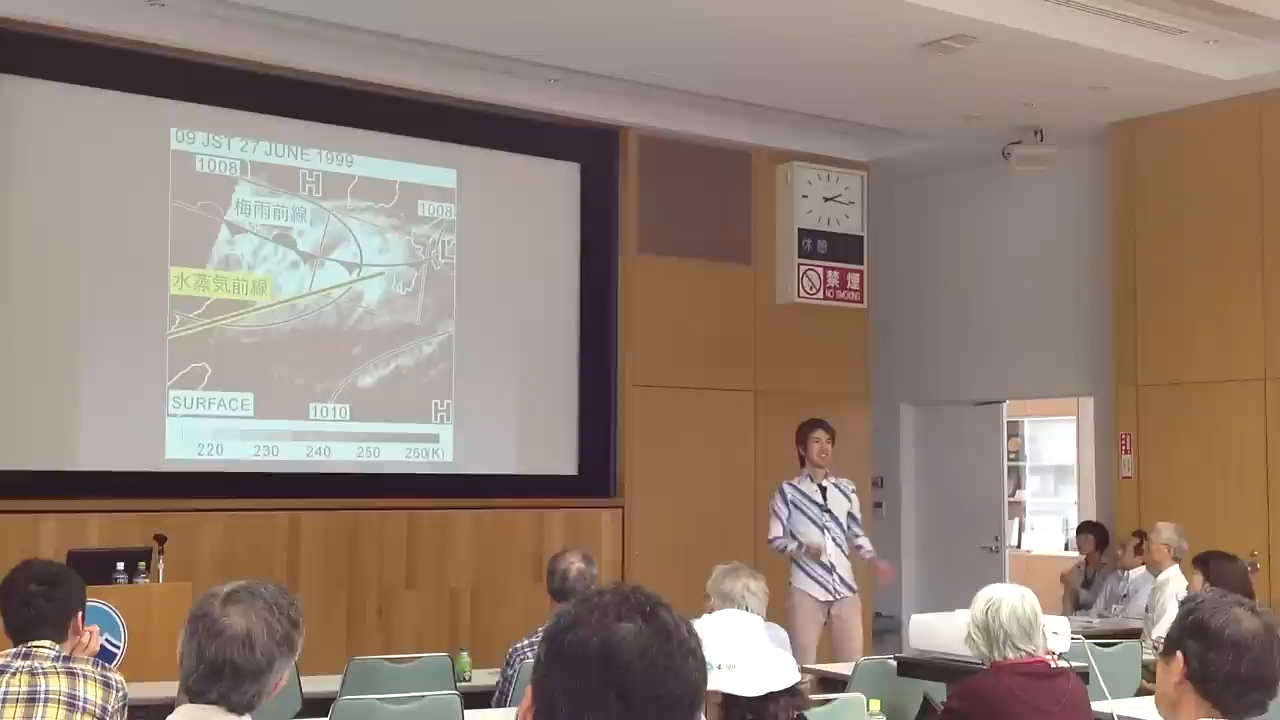 09 JST 27 JUNE 1999
1008
H
1008
梅雨前線
L
水蒸気前線
SURFACE
1010
H
220 230 240 250 260(K)
休憩
禁煙
NO SMOKING